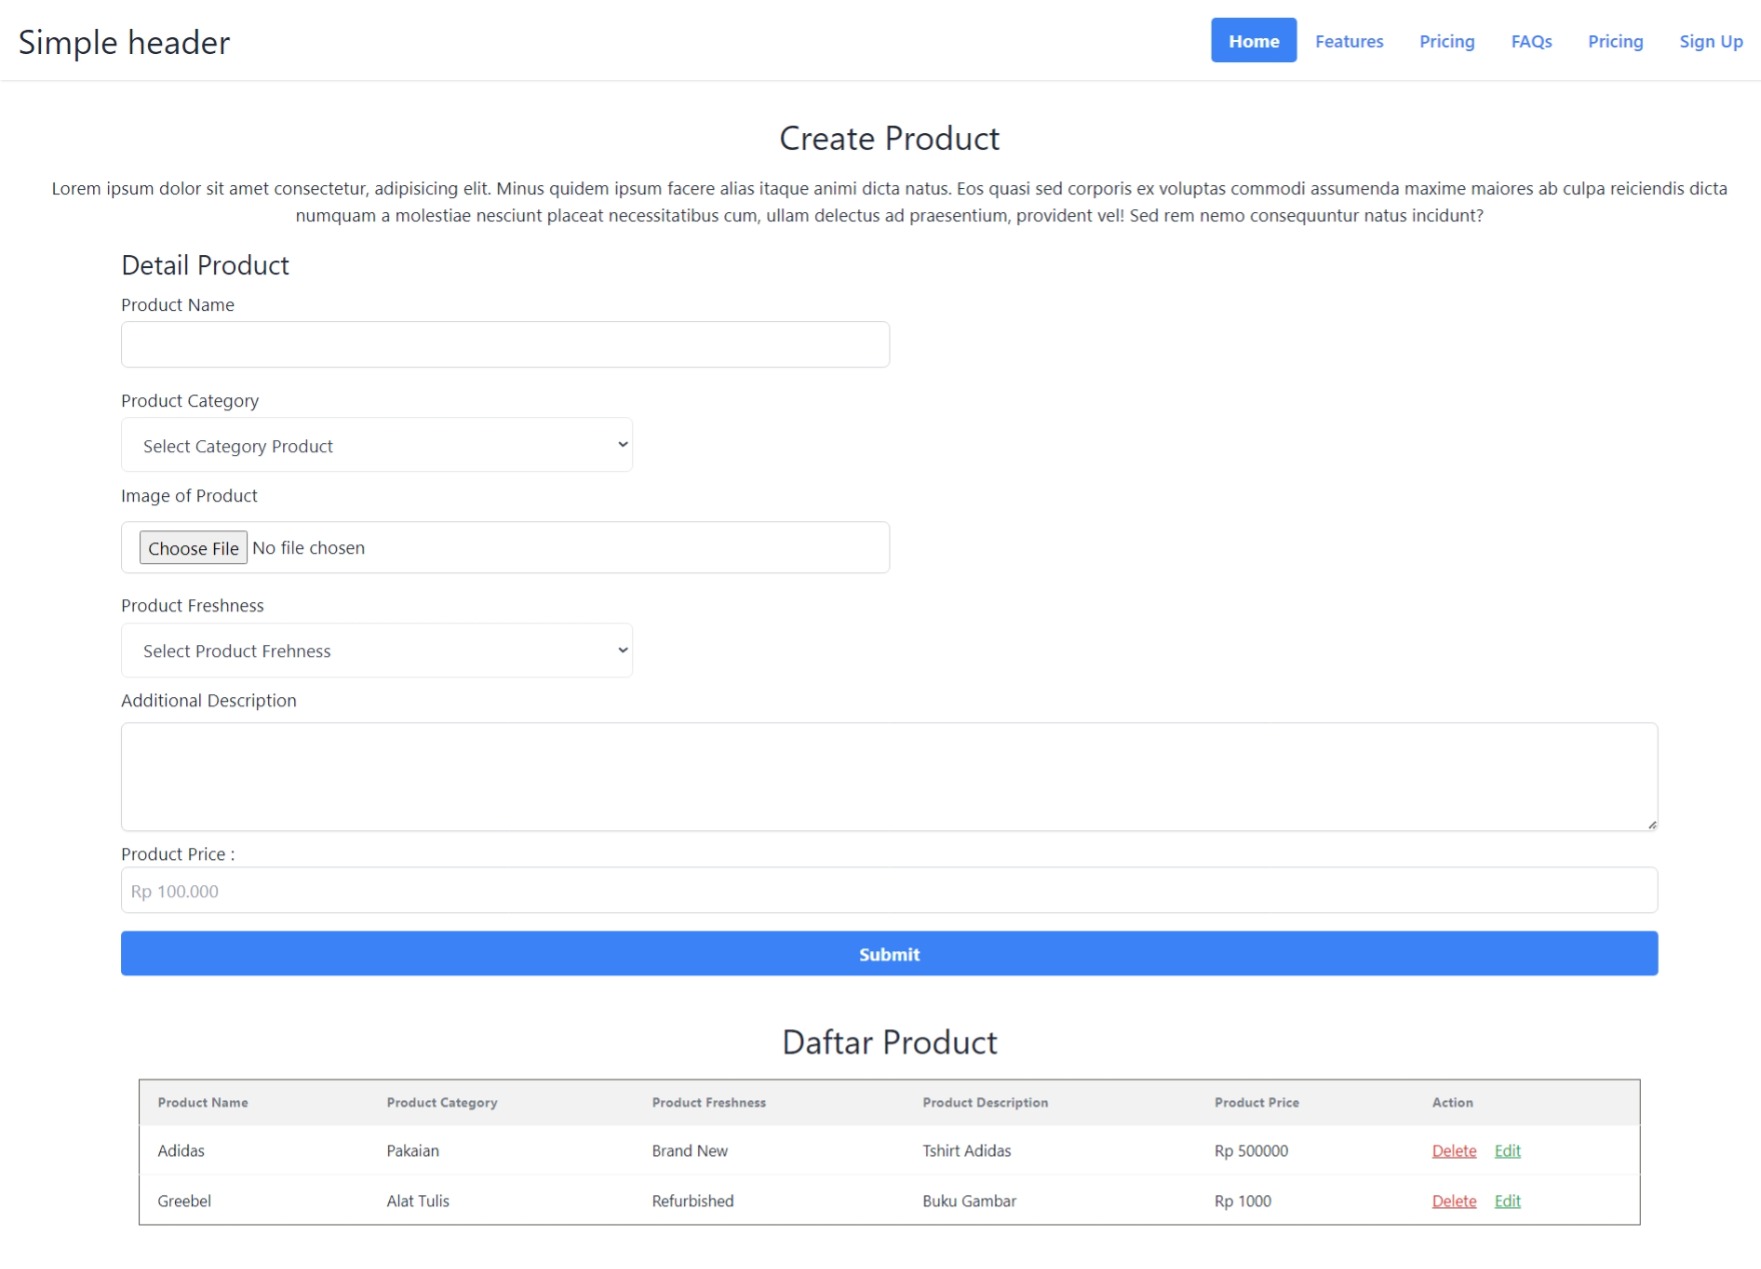 Simple header
Home Features Pricing FAQs Pricing Sign Up
Create Product
Lorem ipsum dolor sit amet consectetur, adipisicing elit. Minus quidem ipsum facere alias itaque animi dicta natus. Eos quasi sed corporis ex voluptas commodi assumenda maxime maiores ab culpa reiciendis dicta
numquam a molestiae nesciunt placeat necessitatibus cum, ullam delectus ad praesentium, provident vel! Sed rem nemo consequuntur natus incidunt?
Detail Product
Product Name
Product Category
Select Category Product
Image of Product
Choose File No file chosen
Product Freshness
Select Product Frehness
Additional Description
Product Price :
Rp 100.000
Submit
Daftar Product
Product Name Product Category Product Freshness Product Description Product Price Action
Adidas Pakaian Brand New Tshirt Adidas Rp 500000 Delete Edit
Greebel Alat Tulis Refurbished Buku Gambar Rp 1000 Delete Edit